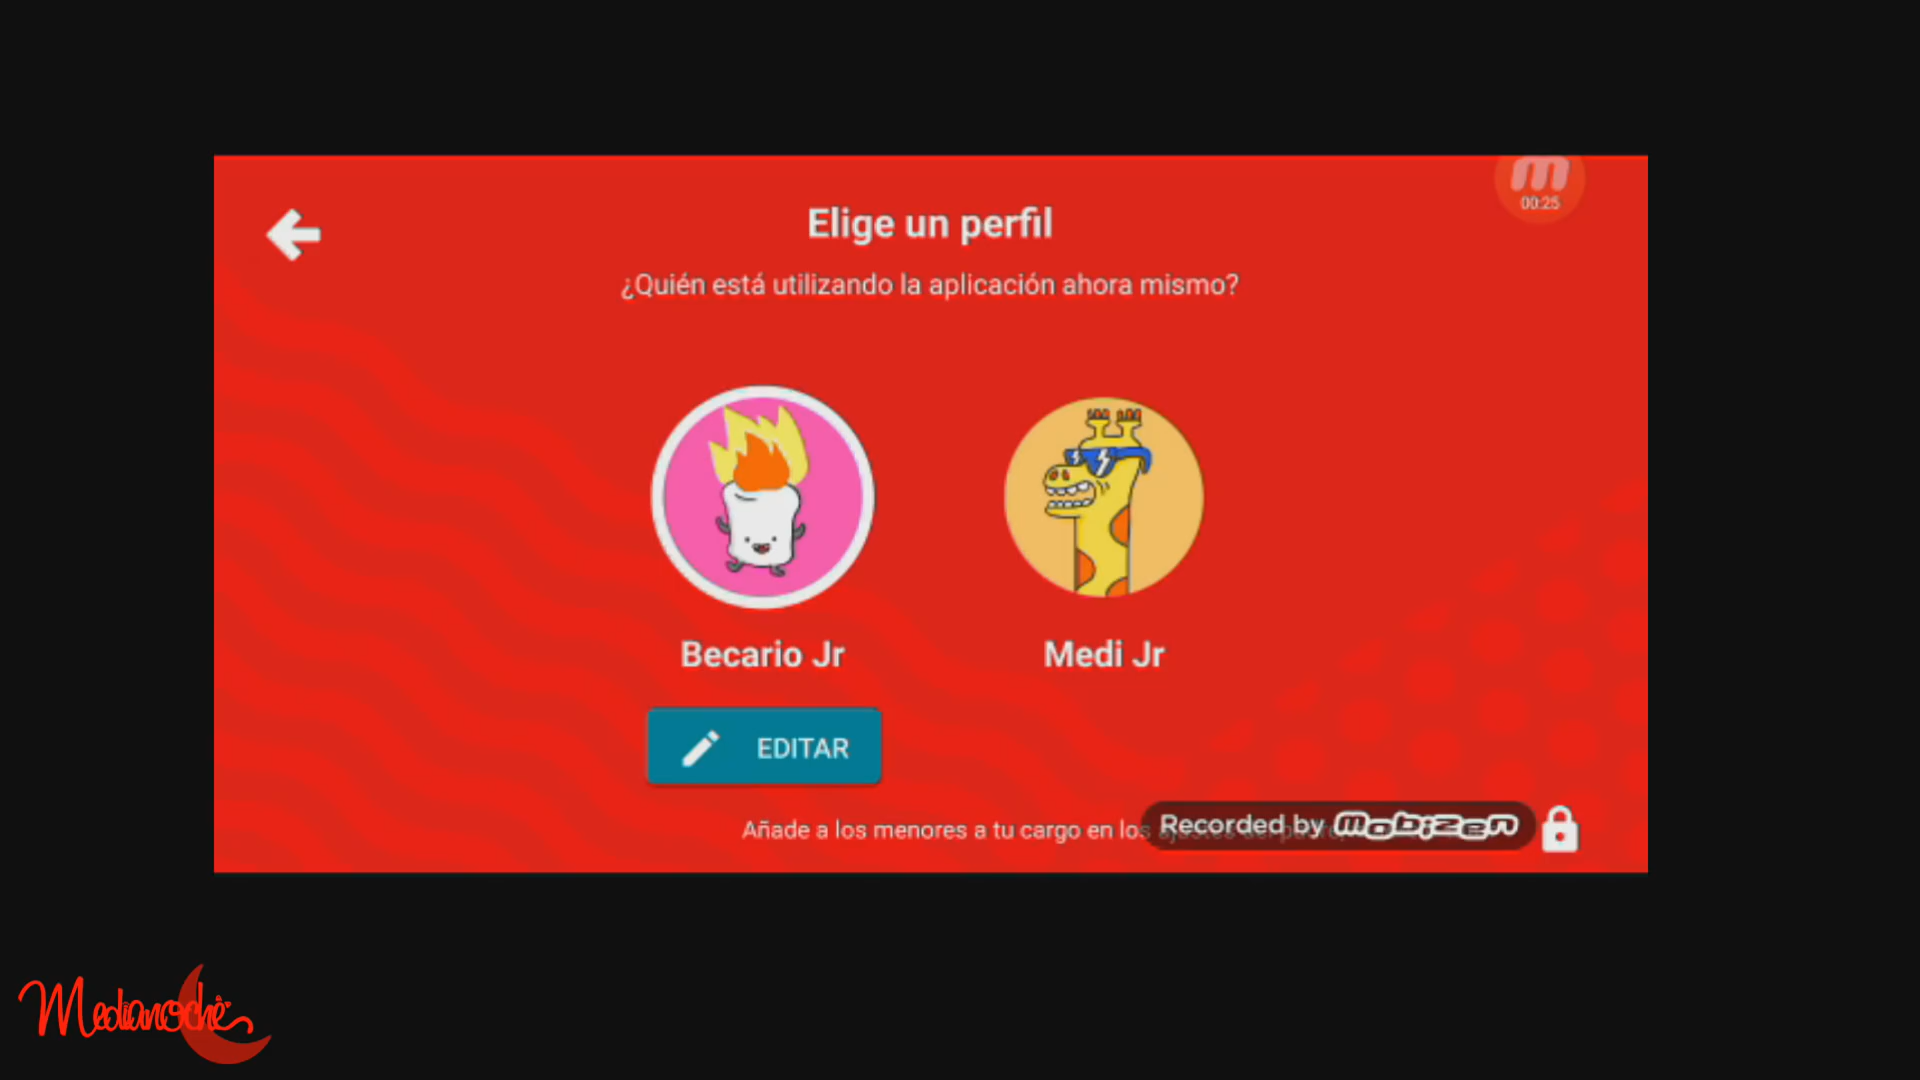 m
00:25
Elige un perfil
¿Quién está utilizando la aplicación ahora mismo?
Becario Jr
Medi Jr
EDITAR
Añade a los menores a tu cargo en los
Recorded by mobizen
Medianoche